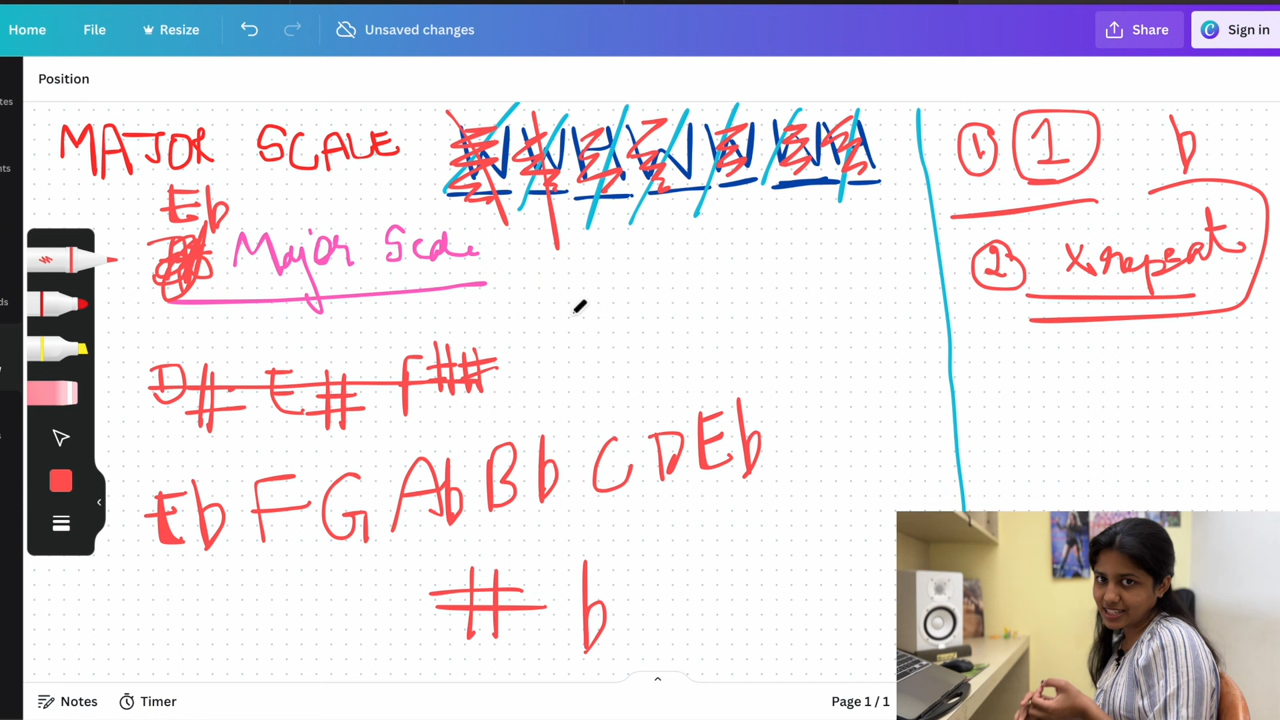 Home File Resize Unsaved changes Share Sign in
Position
MAJOR SCALE W W H W W W H
1 1 b
Eb
Major Scale
2 x repeat
D# E# F##
Eb F G Ab Bb C D Eb
# b
Notes Timer Page 1 / 1